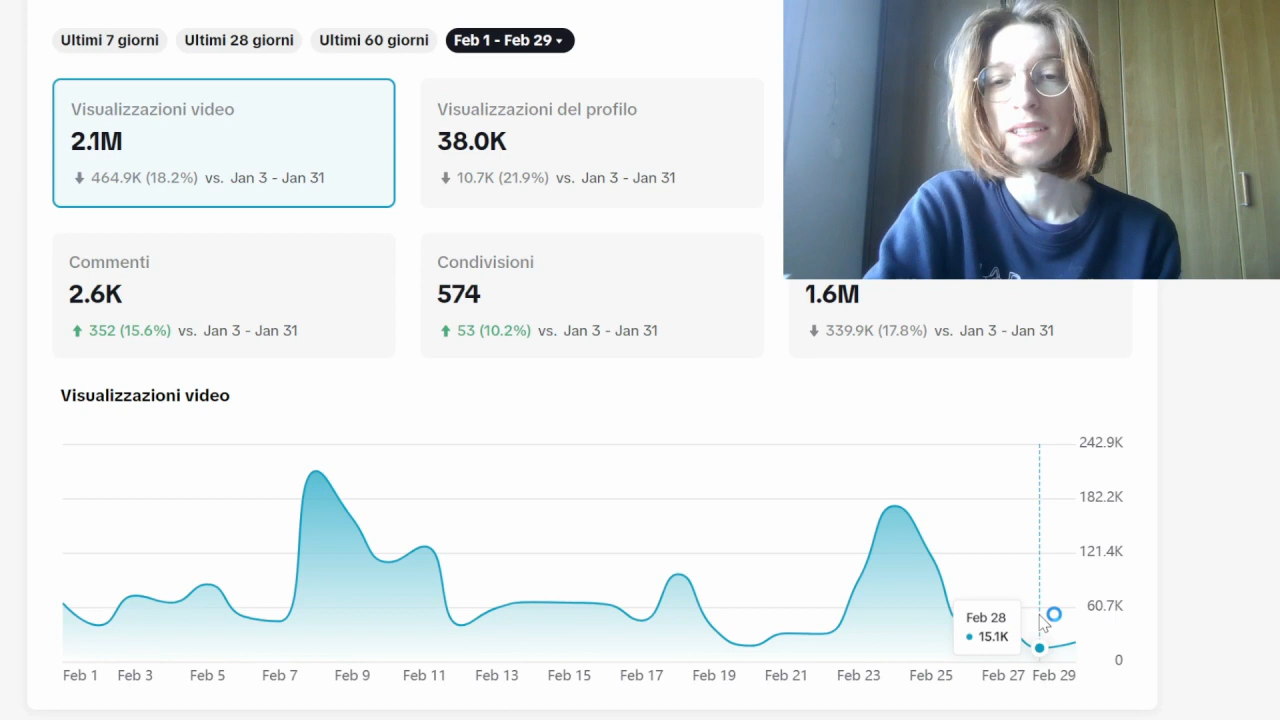 Ultimi 7 giorni
Ultimi 28 giorni
Ultimi 60 giorni
Feb 1 - Feb 29
Visualizzazioni video
2.1M
464.9K (18.2%) vs. Jan 3 - Jan 31
Visualizzazioni del profilo
38.0K
10.7K (21.9%) vs. Jan 3 - Jan 31
Commenti
2.6K
352 (15.6%) vs. Jan 3 - Jan 31
Condivisioni
574
53 (10.2%) vs. Jan 3 - Jan 31
1.6M
339.9K (17.8%) vs. Jan 3 - Jan 31
Visualizzazioni video
242.9K
182.2K
121.4K
60.7K
0
Feb 28
15.1K
Feb 1 Feb 3 Feb 5 Feb 7 Feb 9 Feb 11 Feb 13 Feb 15 Feb 17 Feb 19 Feb 21 Feb 23 Feb 25 Feb 27 Feb 29